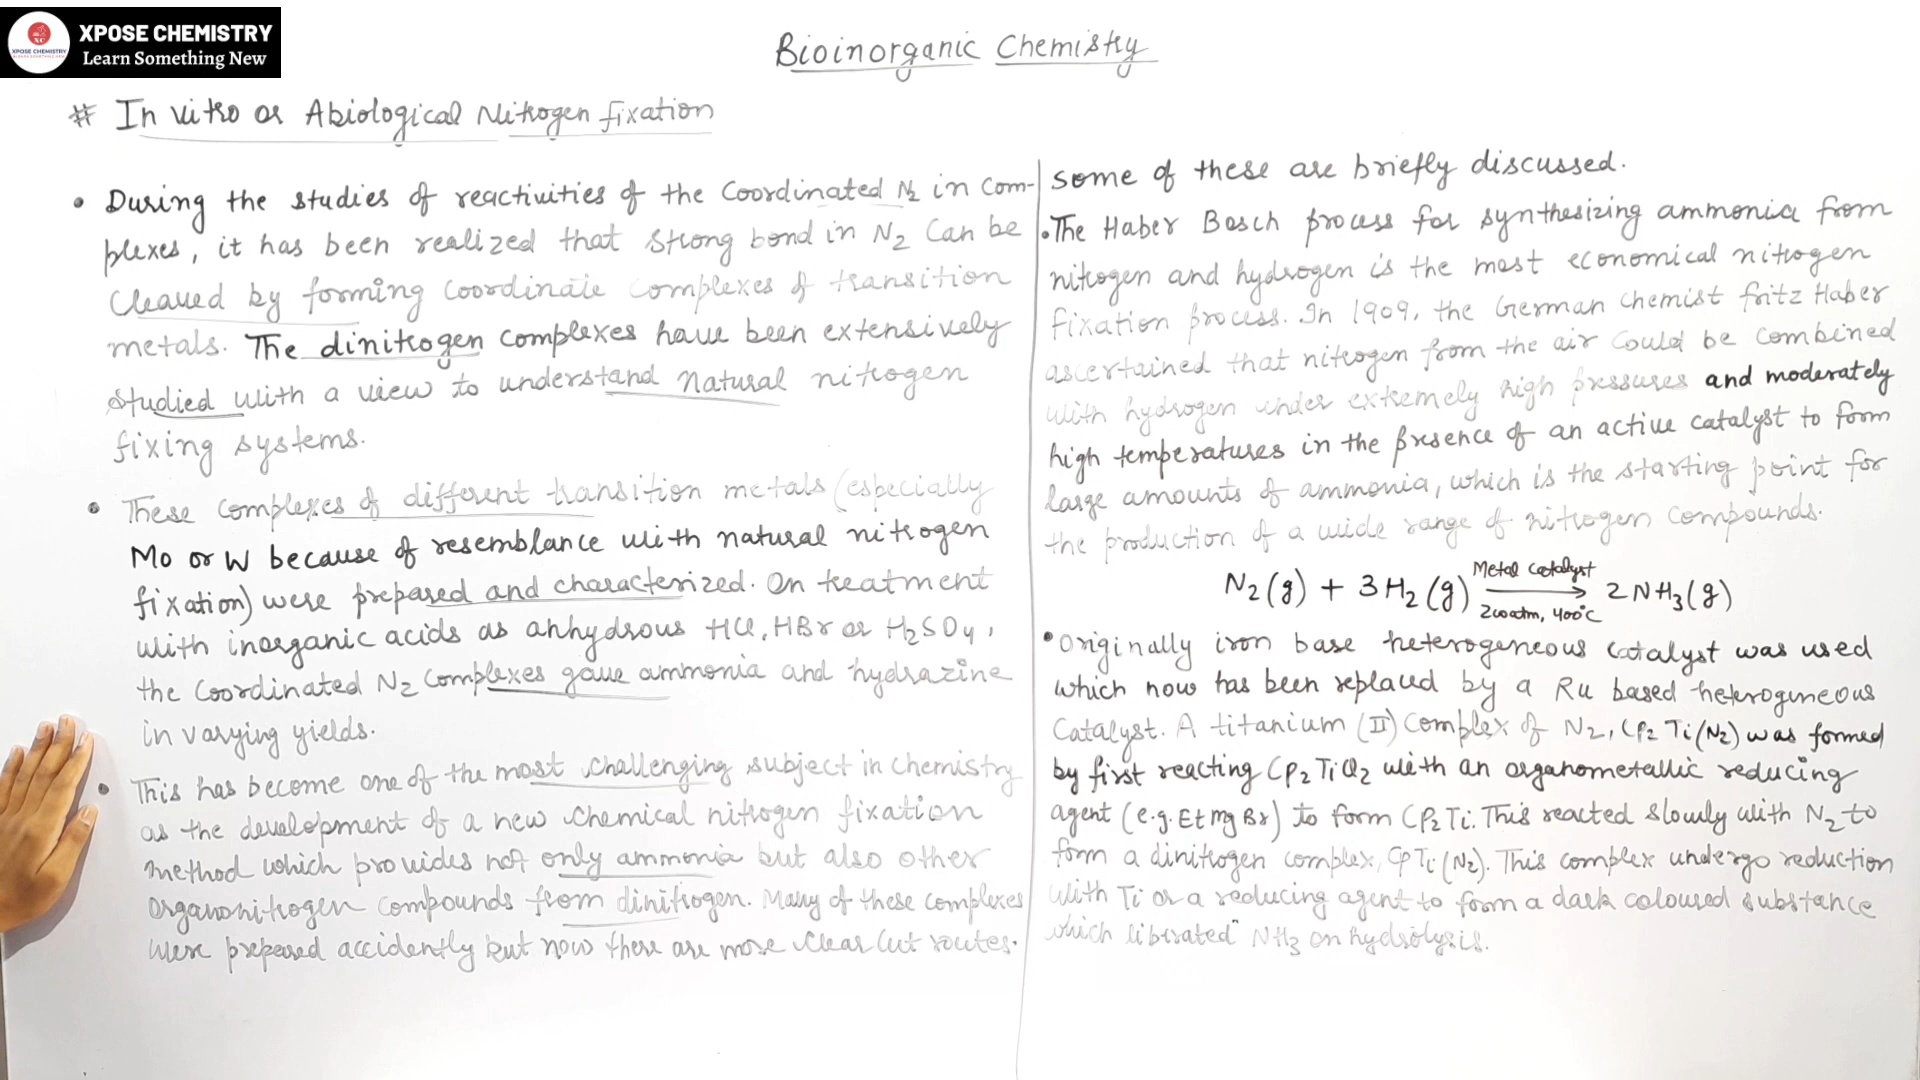 XPOSE CHEMISTRY
Learn Something New
XPOSE CHEMISTRY
Bioinorganic Chemistry
# In vitro or Abiological Nitrogen fixation
• During the studies of reactivities of the Coordinated N2 in com-
plexes, it has been realized that strong bond in N2 can be
cleaved by forming coordinate complexes of transition
metals. The dinitrogen complexes have been extensively
studied with a view to understand natural nitrogen
fixing systems.
• These complexes of different transition metals (especially
Mo or W because of resemblance with natural nitrogen
fixation) were prepared and characterized. On treatment
with inorganic acids as anhydrous HCl, HBr or H2SO4,
the coordinated N2 complexes gave ammonia and hydrazine
in varying yields.
• This has become one of the most challenging subject in chemistry
as the development of a new chemical nitrogen fixation
method which provides not only ammonia but also other
organonitrogen compounds from dinitrogen. Many of these complexes
were prepared accidently but now there are more clear cut routes.
some of these are briefly discussed.
• The Haber Bosch process for synthesizing ammonia from
nitrogen and hydrogen is the most economical nitrogen
fixation process. In 1909, the German chemist fritz Haber
ascertained that nitrogen from the air could be combined
with hydrogen under extremely high pressures and moderately
high temperatures in the presence of an active catalyst to form
large amounts of ammonia, which is the starting point for
the production of a wide range of nitrogen compounds.
N2(g) + 3H2(g) Metal catalyst → 200atm, 400°C 2NH3(g)
• Originally iron base heterogeneous catalyst was used
which now has been replaced by a Ru based heterogineous
Catalyst. A titanium (II) complex of N2, Cp2 Ti(N2) was formed
by first reacting Cp2 TiCl2 with an organometallic reducing
agent (e.g. EtMgBr) to form Cp2Ti. This reacted slowly with N2 to
form a dinitrogen complex, CpTi(N2). This complex undergo reduction
with Ti or a reducing agent to form a dark coloured substance
which librated NH3 on hydrolysis.